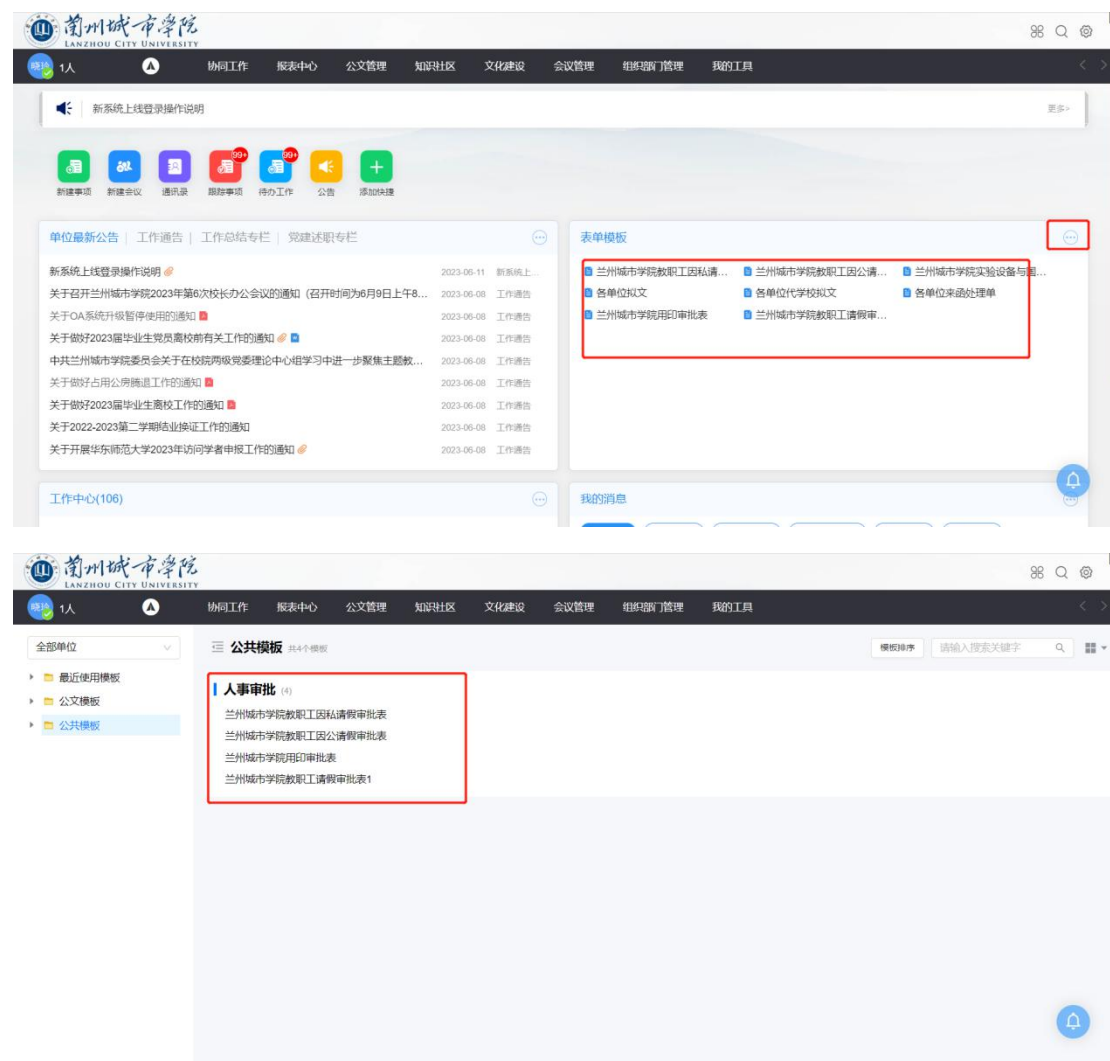 兰州城市学院
LANZHOU CITY UNIVERSITY
1人 协同工作 报表中心 公文管理 知识社区 文化建设 会议管理 组织部门管理 我的工具
新系统上线登录操作说明 更多>
99+ 99+
新建事项 新建会议 通讯录 跟踪事项 待办工作 公告 添加快捷
单位最新公告 | 工作通告 | 工作总结专栏 | 党建述职专栏
新系统上线登录操作说明 2023-06-11 新系统上...
关于召开兰州城市学院2023年第6次校长办公会议的通知（召开时间为6月9日上午8... 2023-06-08 工作通告
关于OA系统升级暂停使用的通知 2023-06-08 工作通告
关于做好2023届毕业生党员离校前有关工作的通知 2023-06-08 工作通告
中共兰州城市学院委员会关于在校院两级党委理论中心组学习中进一步聚焦主题教... 2023-06-08 工作通告
关于做好占用公房腾退工作的通知 2023-06-08 工作通告
关于做好2023届毕业生离校工作的通知 2023-06-08 工作通告
关于2022-2023第二学期结业换证工作的通知 2023-06-08 工作通告
关于开展华东师范大学2023年访问学者申报工作的通知 2023-06-08 工作通告
表单模板
兰州城市学院教职工因私请... 兰州城市学院教职工因公请... 兰州城市学院实验设备与国...
各单位拟文 各单位代学校拟文 各单位来函处理单
兰州城市学院用印审批表 兰州城市学院教职工请假审...
工作中心(106)
我的消息
兰州城市学院
LANZHOU CITY UNIVERSITY
1人 协同工作 报表中心 公文管理 知识社区 文化建设 会议管理 组织部门管理 我的工具
全部单位
最近使用模板
公文模板
公共模板
公共模板 共4个模板 模板排序 请输入搜索关键字
人事审批 (4)
兰州城市学院教职工因私请假审批表
兰州城市学院教职工因公请假审批表
兰州城市学院用印审批表
兰州城市学院教职工请假审批表1